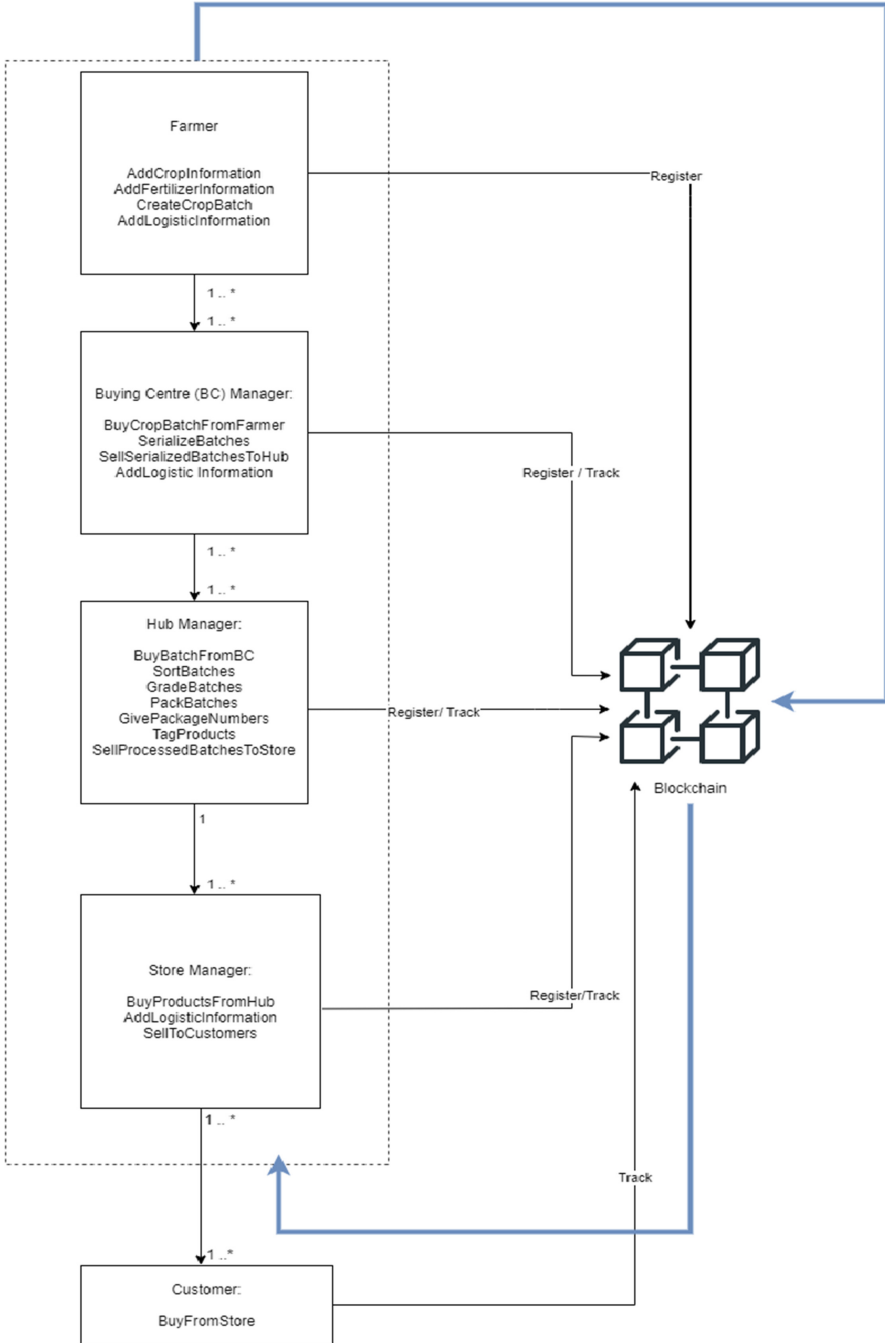 Farmer
AddCropInformation
AddFertilizerInformation
CreateCropBatch
AddLogisticInformation
Register
1 .. *
1 .. *
Buying Centre (BC) Manager:
BuyCropBatchFromFarmer
SerializeBatches
SellSerializedBatchesToHub
AddLogistic Information
Register / Track
1 .. *
1 .. *
Hub Manager:
BuyBatchFromBC
SortBatches
GradeBatches
PackBatches
GivePackageNumbers
TagProducts
SellProcessedBatchesToStore
Register/ Track
Blockchain
1
1 .. *
Store Manager:
BuyProductsFromHub
AddLogisticInformation
SellToCustomers
Register/Track
1 .. *
Track
1 ..*
Customer:
BuyFromStore